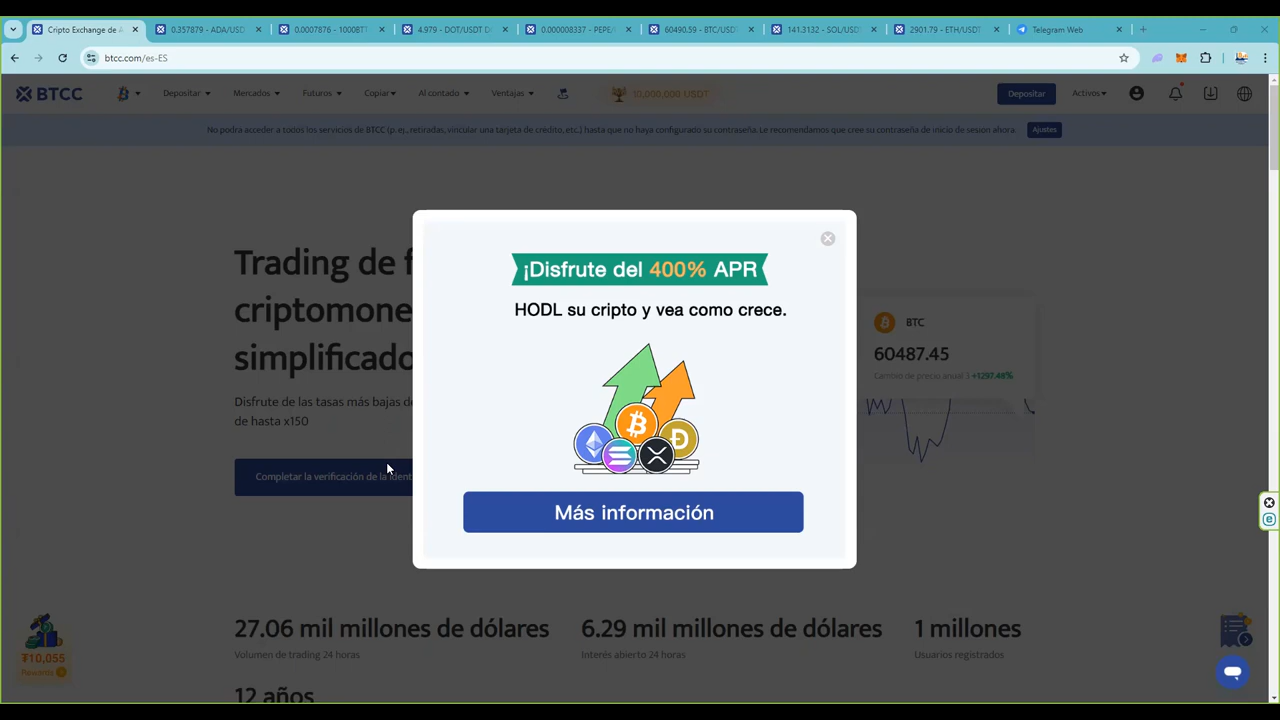 Cripto Exchange de A
0.357879 - ADA/USD
0.0007876 - 1000BTT
4.979 - DOT/USDT D
0.000008337 - PEPE/
60490.59 - BTC/USD
141.3132 - SOL/USD
2901.79 - ETH/USDT
Telegram Web
btcc.com/es-ES
BTCC
Depositar
Mercados
Futuros
Copiar
Al contado
Ventajas
10,000,000 USDT
Depositar
Activos
No podrá acceder a todos los servicios de BTCC (p. ej., retiradas, vincular una tarjeta de crédito, etc.) hasta que no haya configurado su contraseña. Le recomendamos que cree su contraseña de inicio de sesión ahora.
Ajustes
¡Disfrute del 400% APR
HODL su cripto y vea como crece.
Más información
Trading de f
criptomone
simplificado
Disfrute de las tasas más bajas de
de hasta x150
Completar la verificación de la ident
BTC
60487.45
Cambio de precio anual 3 +1297.48%
27.06 mil millones de dólares
Volumen de trading 24 horas
6.29 mil millones de dólares
Interés abierto 24 horas
1 millones
Usuarios registrados
12 años
₮10,055
Rewards